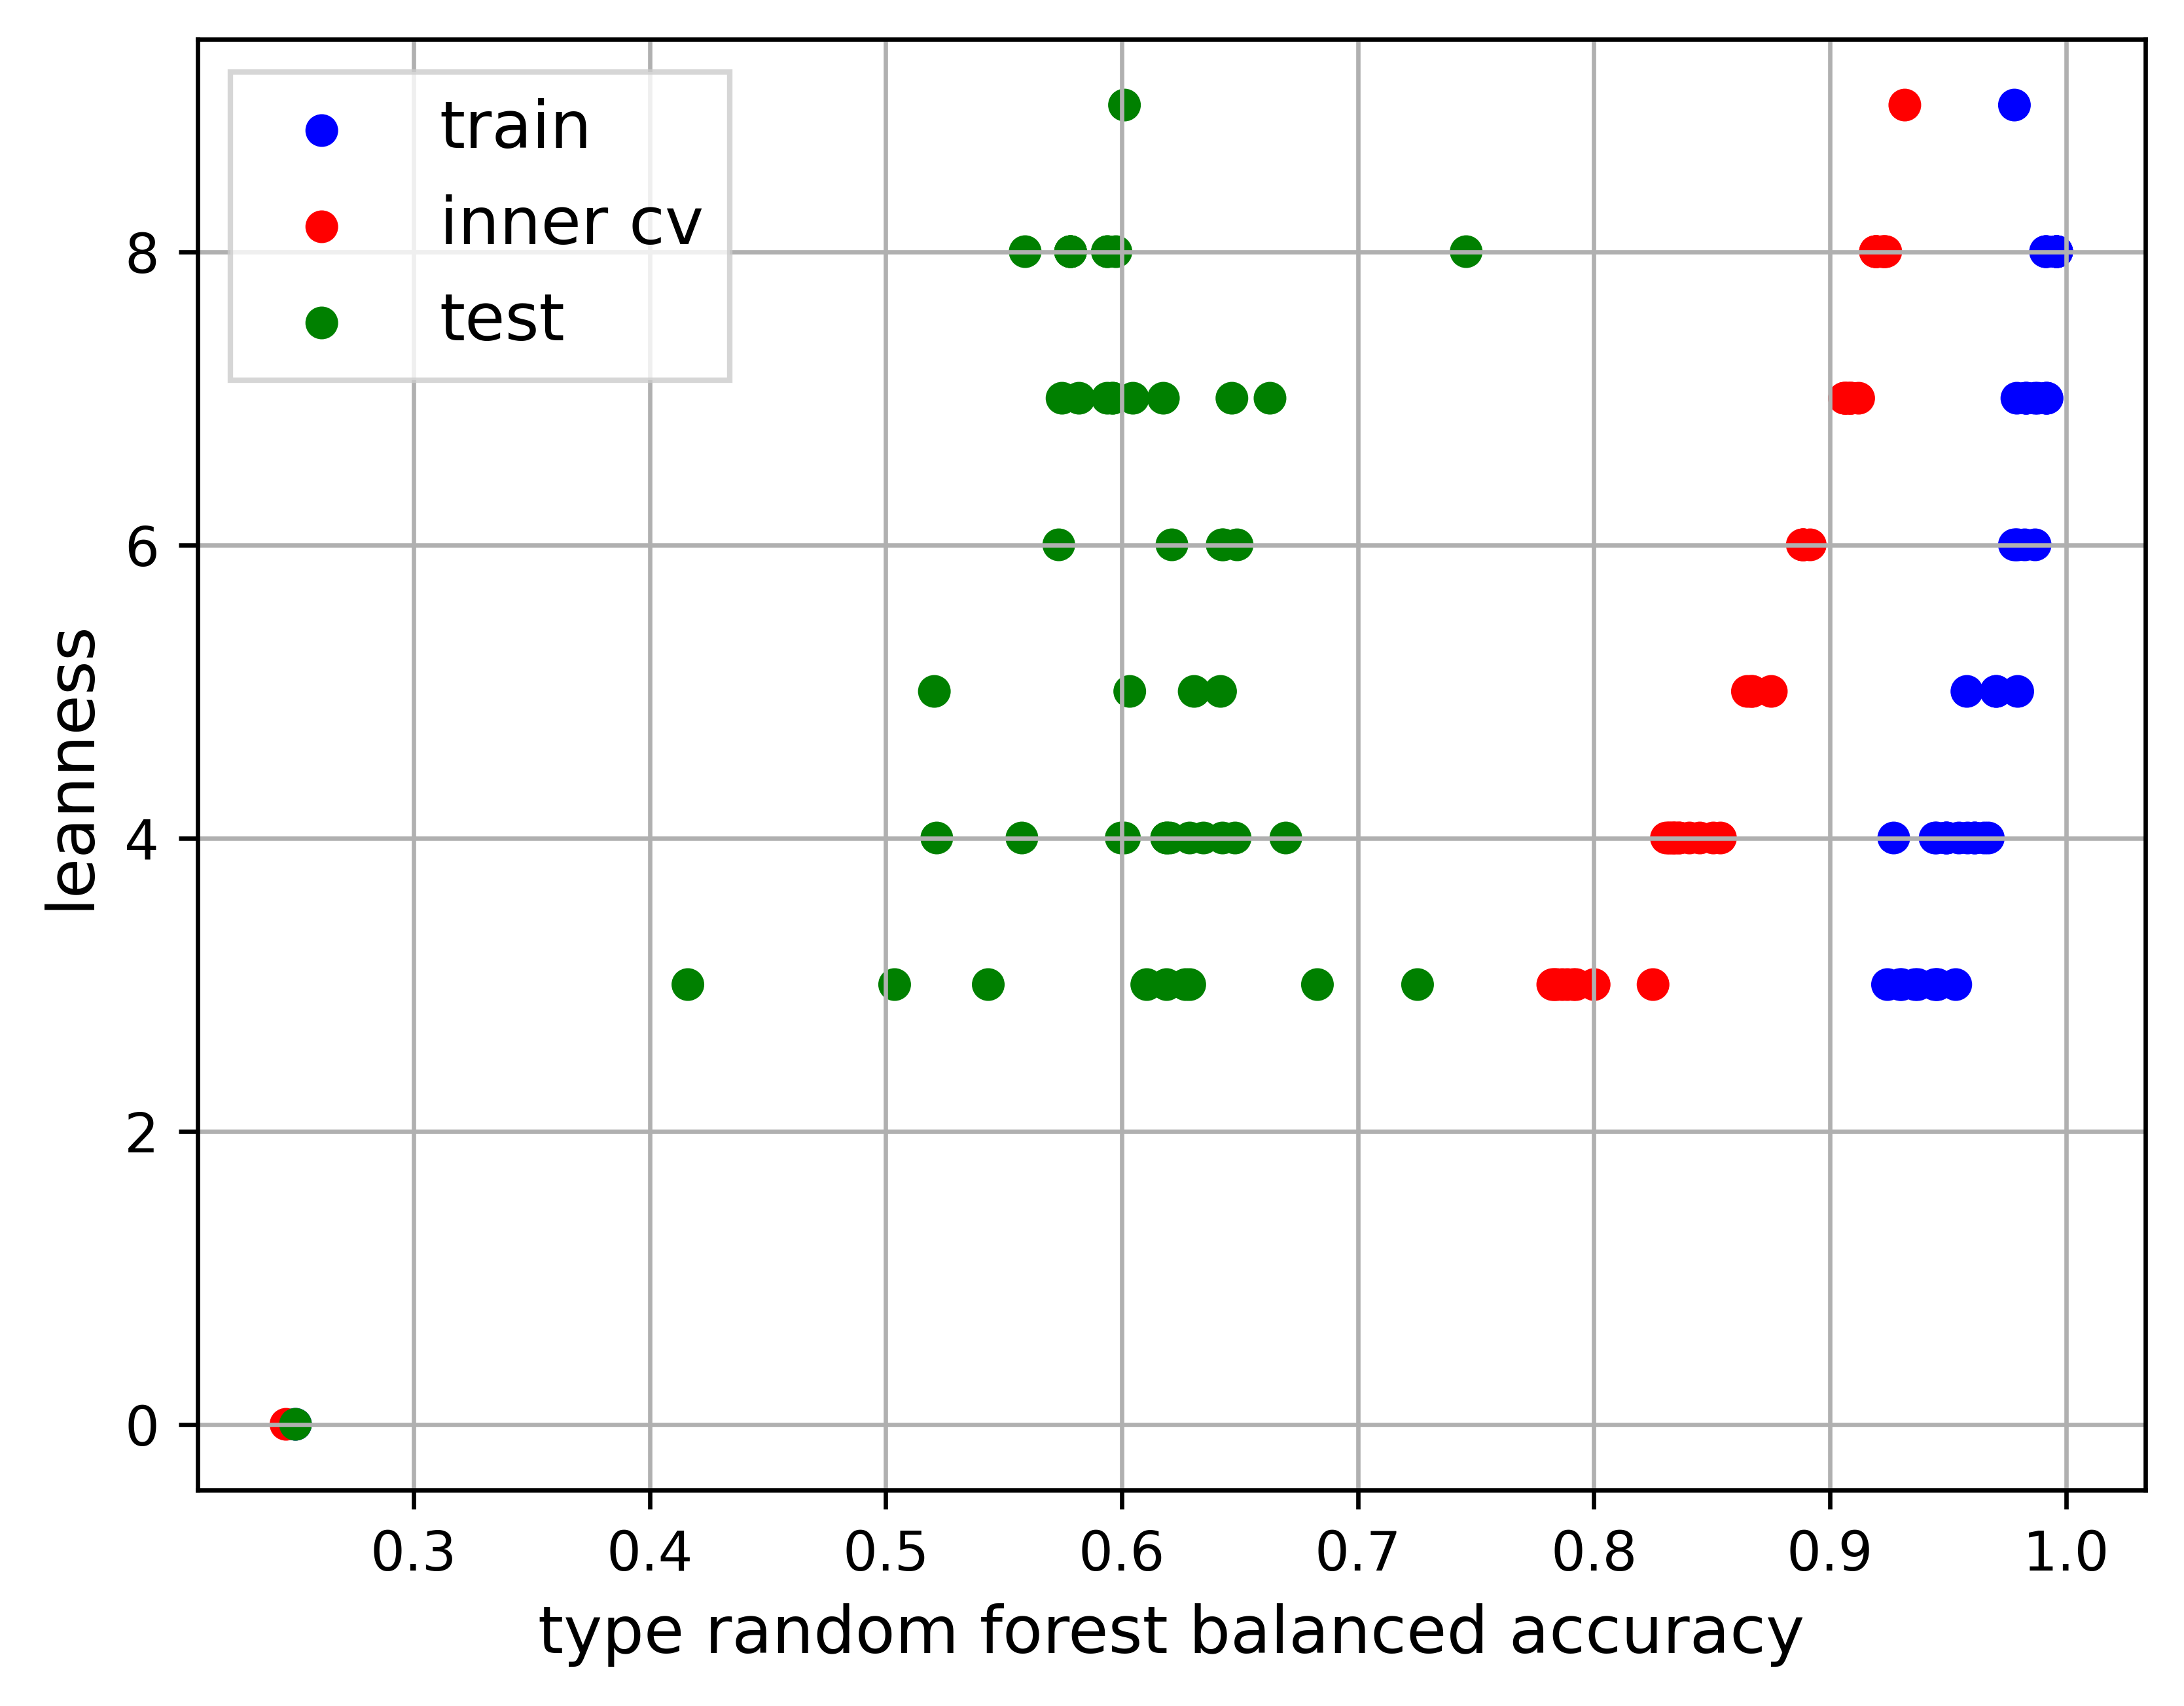 train
inner cv
test
8
6
4
2
0
leanness
0.3 0.4 0.5 0.6 0.7 0.8 0.9 1.0
type random forest balanced accuracy